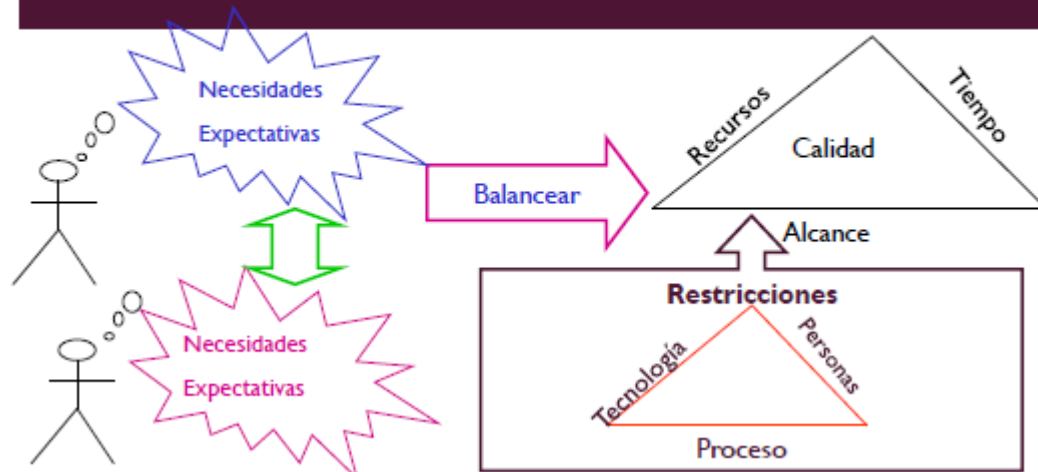 Necesidades
Expectativas
Necesidades
Expectativas
Balancear
Recursos
Tiempo
Calidad
Alcance
Restricciones
Tecnología
Personas
Proceso